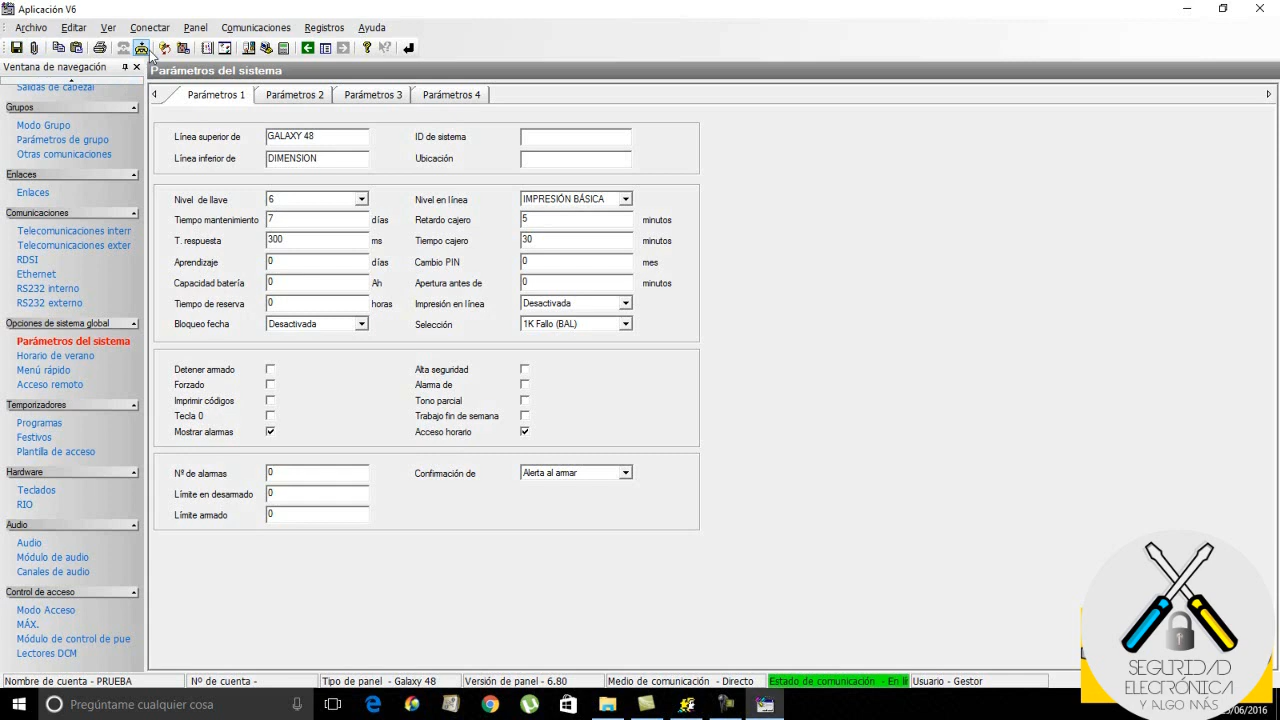 Aplicación V6
Archivo Editar Ver Conectar Panel Comunicaciones Registros Ayuda
Ventana de navegación
Parámetros del sistema
Salidas de cabezal
Grupos
Modo Grupo
Parámetros de grupo
Otras comunicaciones
Enlaces
Enlaces
Comunicaciones
Telecomunicaciones interr
Telecomunicaciones exter
RDSI
Ethernet
RS232 interno
RS232 externo
Opciones de sistema global
Parámetros del sistema
Horario de verano
Menú rápido
Acceso remoto
Temporizadores
Programas
Festivos
Plantilla de acceso
Hardware
Teclados
RIO
Audio
Audio
Módulo de audio
Canales de audio
Control de acceso
Modo Acceso
MÁX.
Módulo de control de pue
Lectores DCM
Parámetros 1 Parámetros 2 Parámetros 3 Parámetros 4
Línea superior de GALAXY 48 ID de sistema
Línea inferior de DIMENSION Ubicación
Nivel de llave 6 Nivel en línea IMPRESIÓN BÁSICA
Tiempo mantenimiento 7 días Retardo cajero 5 minutos
T. respuesta 300 ms Tiempo cajero 30 minutos
Aprendizaje 0 días Cambio PIN 0 mes
Capacidad batería 0 Ah Apertura antes de 0 minutos
Tiempo de reserva 0 horas Impresión en línea Desactivada
Bloqueo fecha Desactivada Selección 1K Fallo (BAL)
Detener armado Alta seguridad
Forzado Alarma de
Imprimir códigos Tono parcial
Tecla 0 Trabajo fin de semana
Mostrar alarmas Acceso horario
Nº de alarmas 0 Confirmación de Alerta al armar
Límite en desarmado 0
Límite armado 0
SEGURIDAD
ELECTRÓNICA
Y ALGO MÁS
Nombre de cuenta - PRUEBA Nº de cuenta - Tipo de panel - Galaxy 48 Versión de panel - 6.80 Medio de comunicación - Directo Estado de comunicación - En lí Usuario - Gestor
Pregúntame cualquier cosa
/06/2016